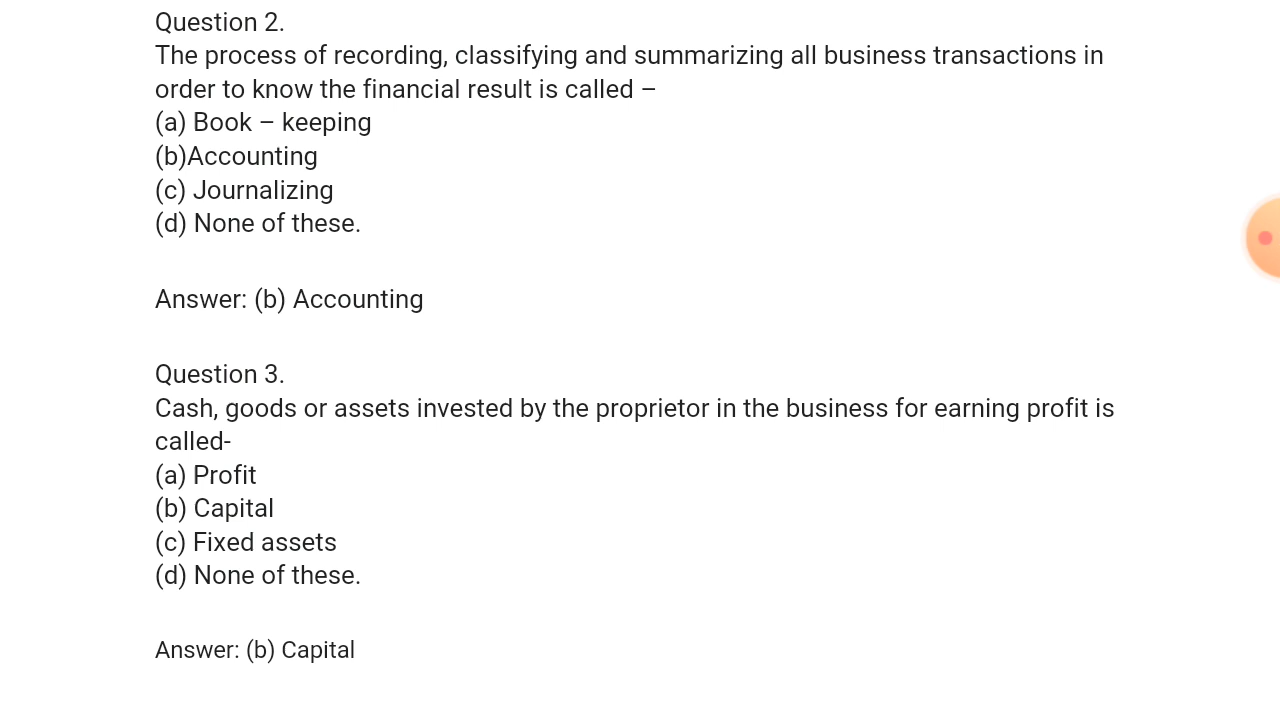 Question 2.
The process of recording, classifying and summarizing all business transactions in
order to know the financial result is called –
(a) Book – keeping
(b)Accounting
(c) Journalizing
(d) None of these.
Answer: (b) Accounting
Question 3.
Cash, goods or assets invested by the proprietor in the business for earning profit is
called-
(a) Profit
(b) Capital
(c) Fixed assets
(d) None of these.
Answer: (b) Capital